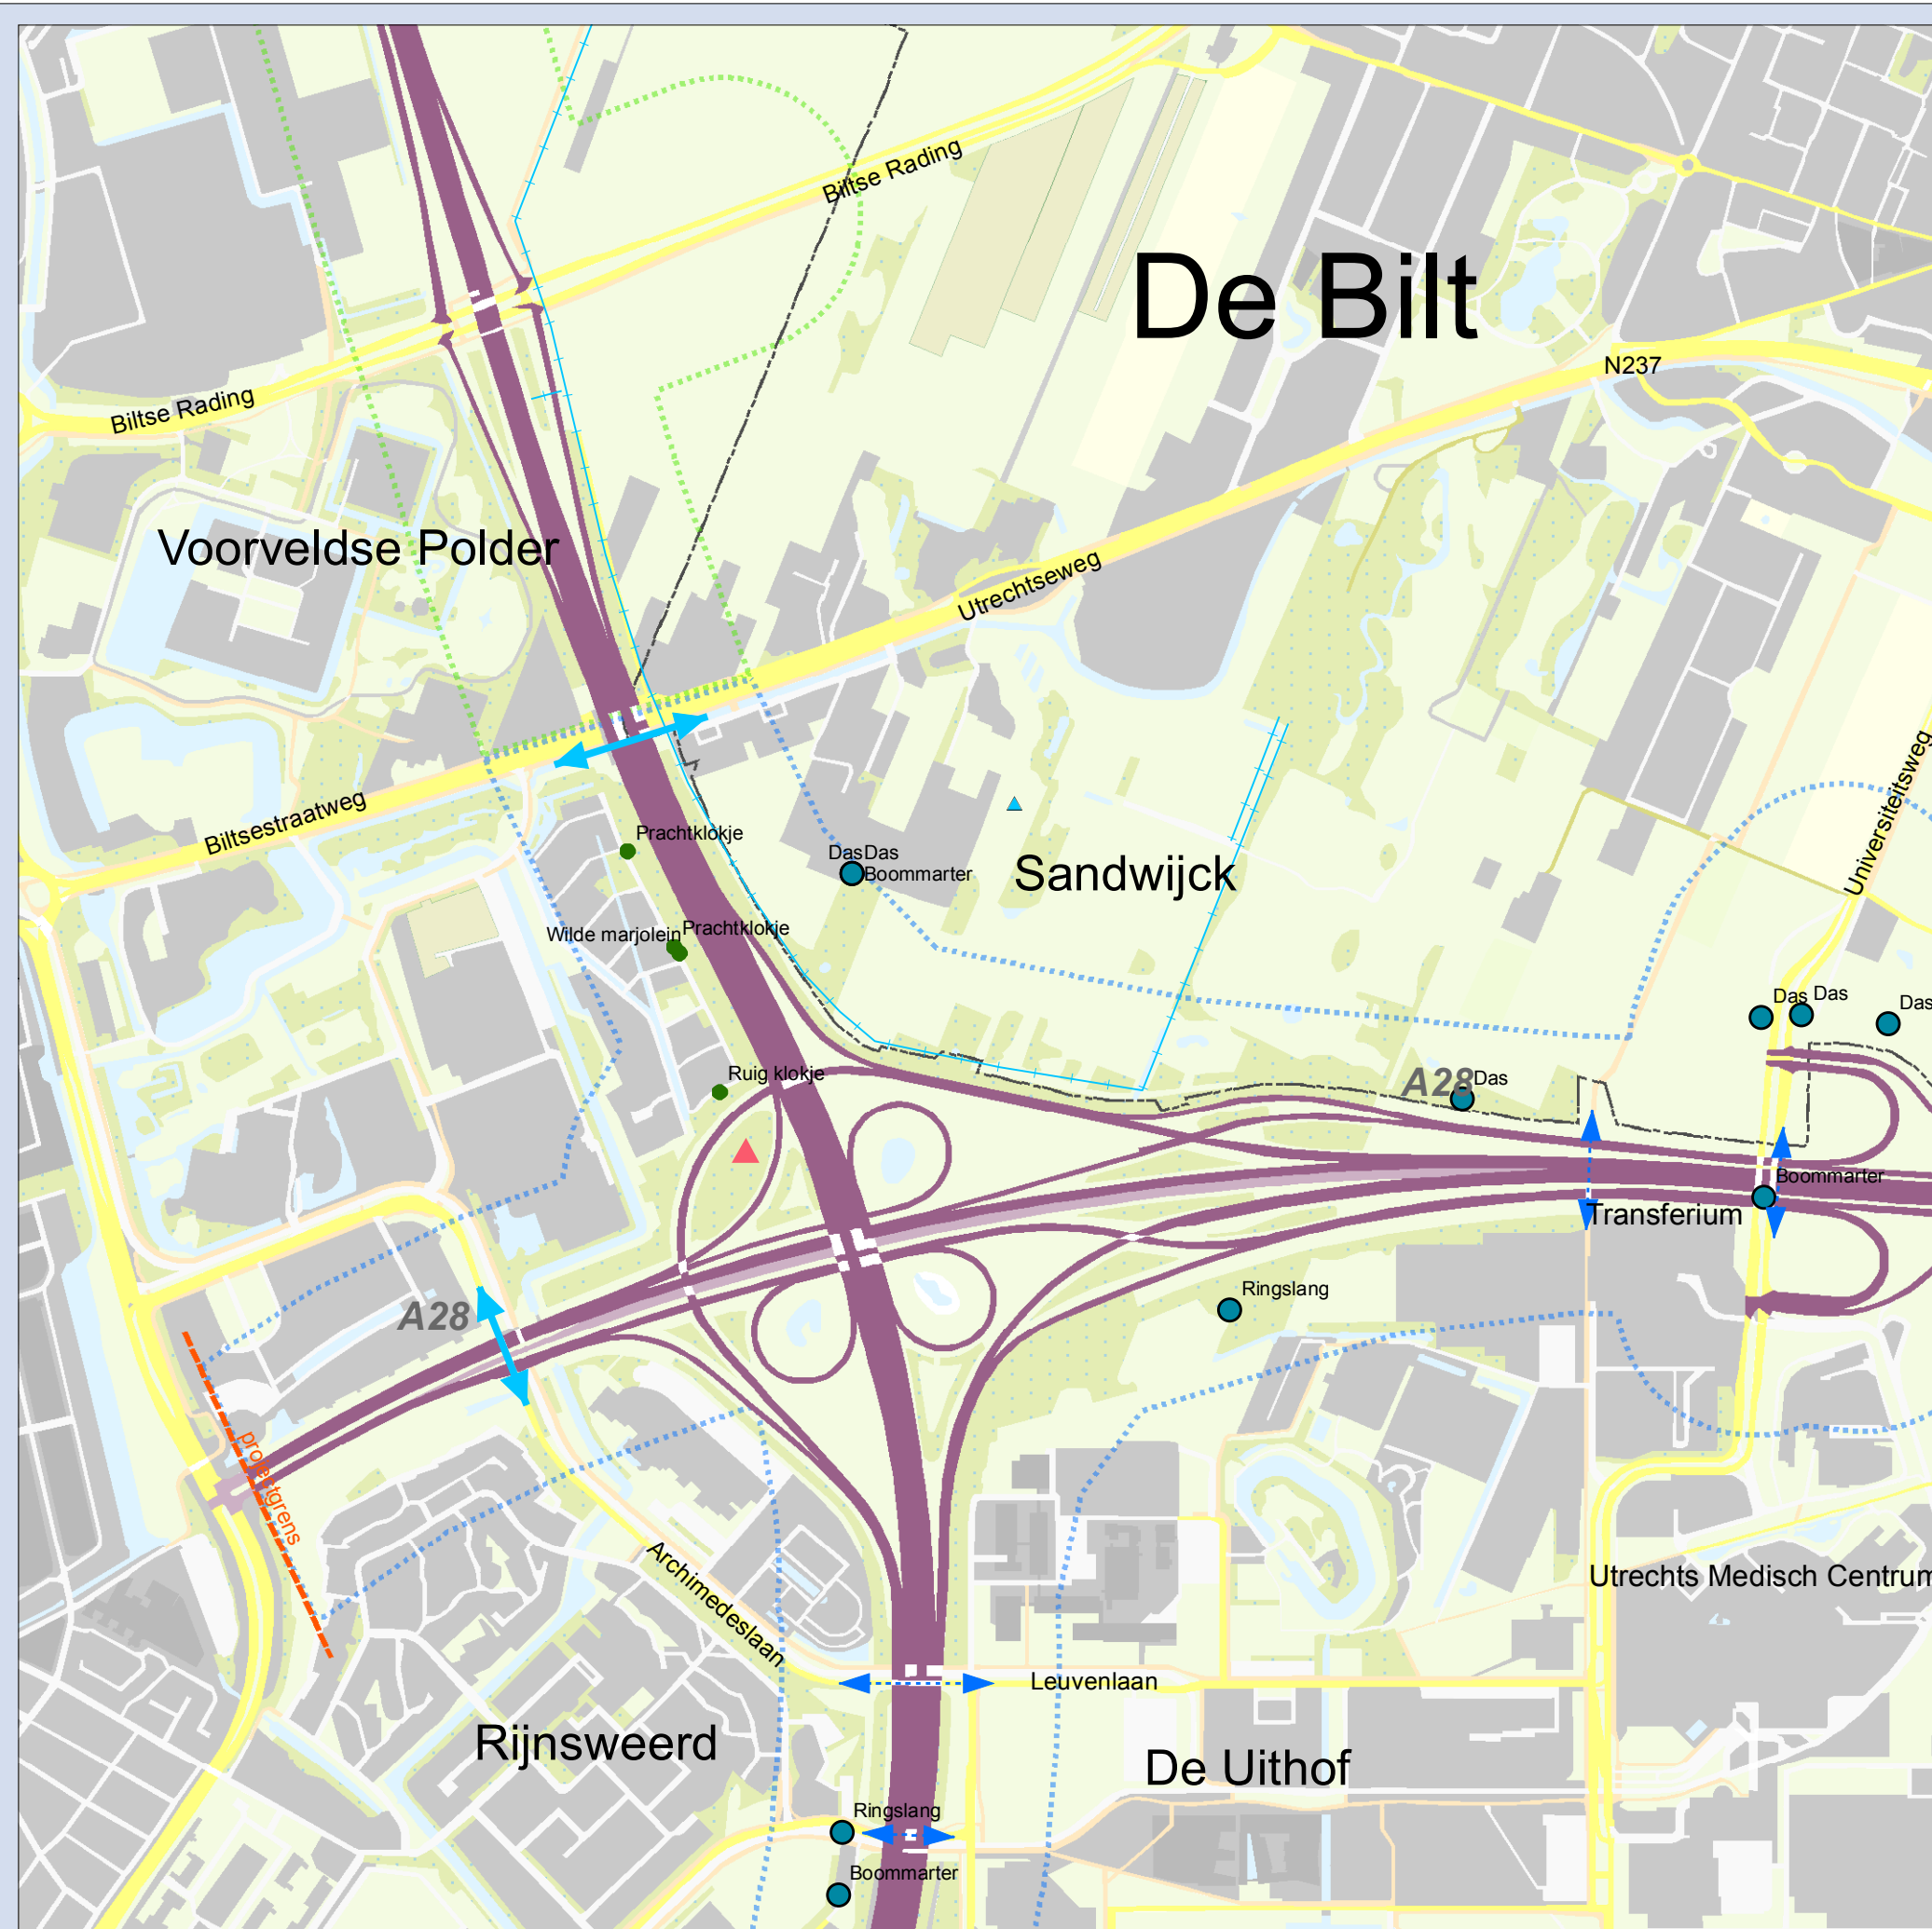 Biltse Rading
De Bilt
N237
Biltse Rading
Voorveldse Polder
Utrechtseweg
Universiteitsweg
Biltsestraatweg
Prachtklokje
DasDas
Boommarter
Sandwijck
Wilde marjolein
Prachtklokje
Das
Das
Das
Ruig klokje
A28
Das
Boommarter
Transferium
Ringslang
A28
projectgrens
Archimedeslaan
Utrechts Medisch Centrum
Leuvenlaan
Rijnsweerd
De Uithof
Ringslang
Boommarter